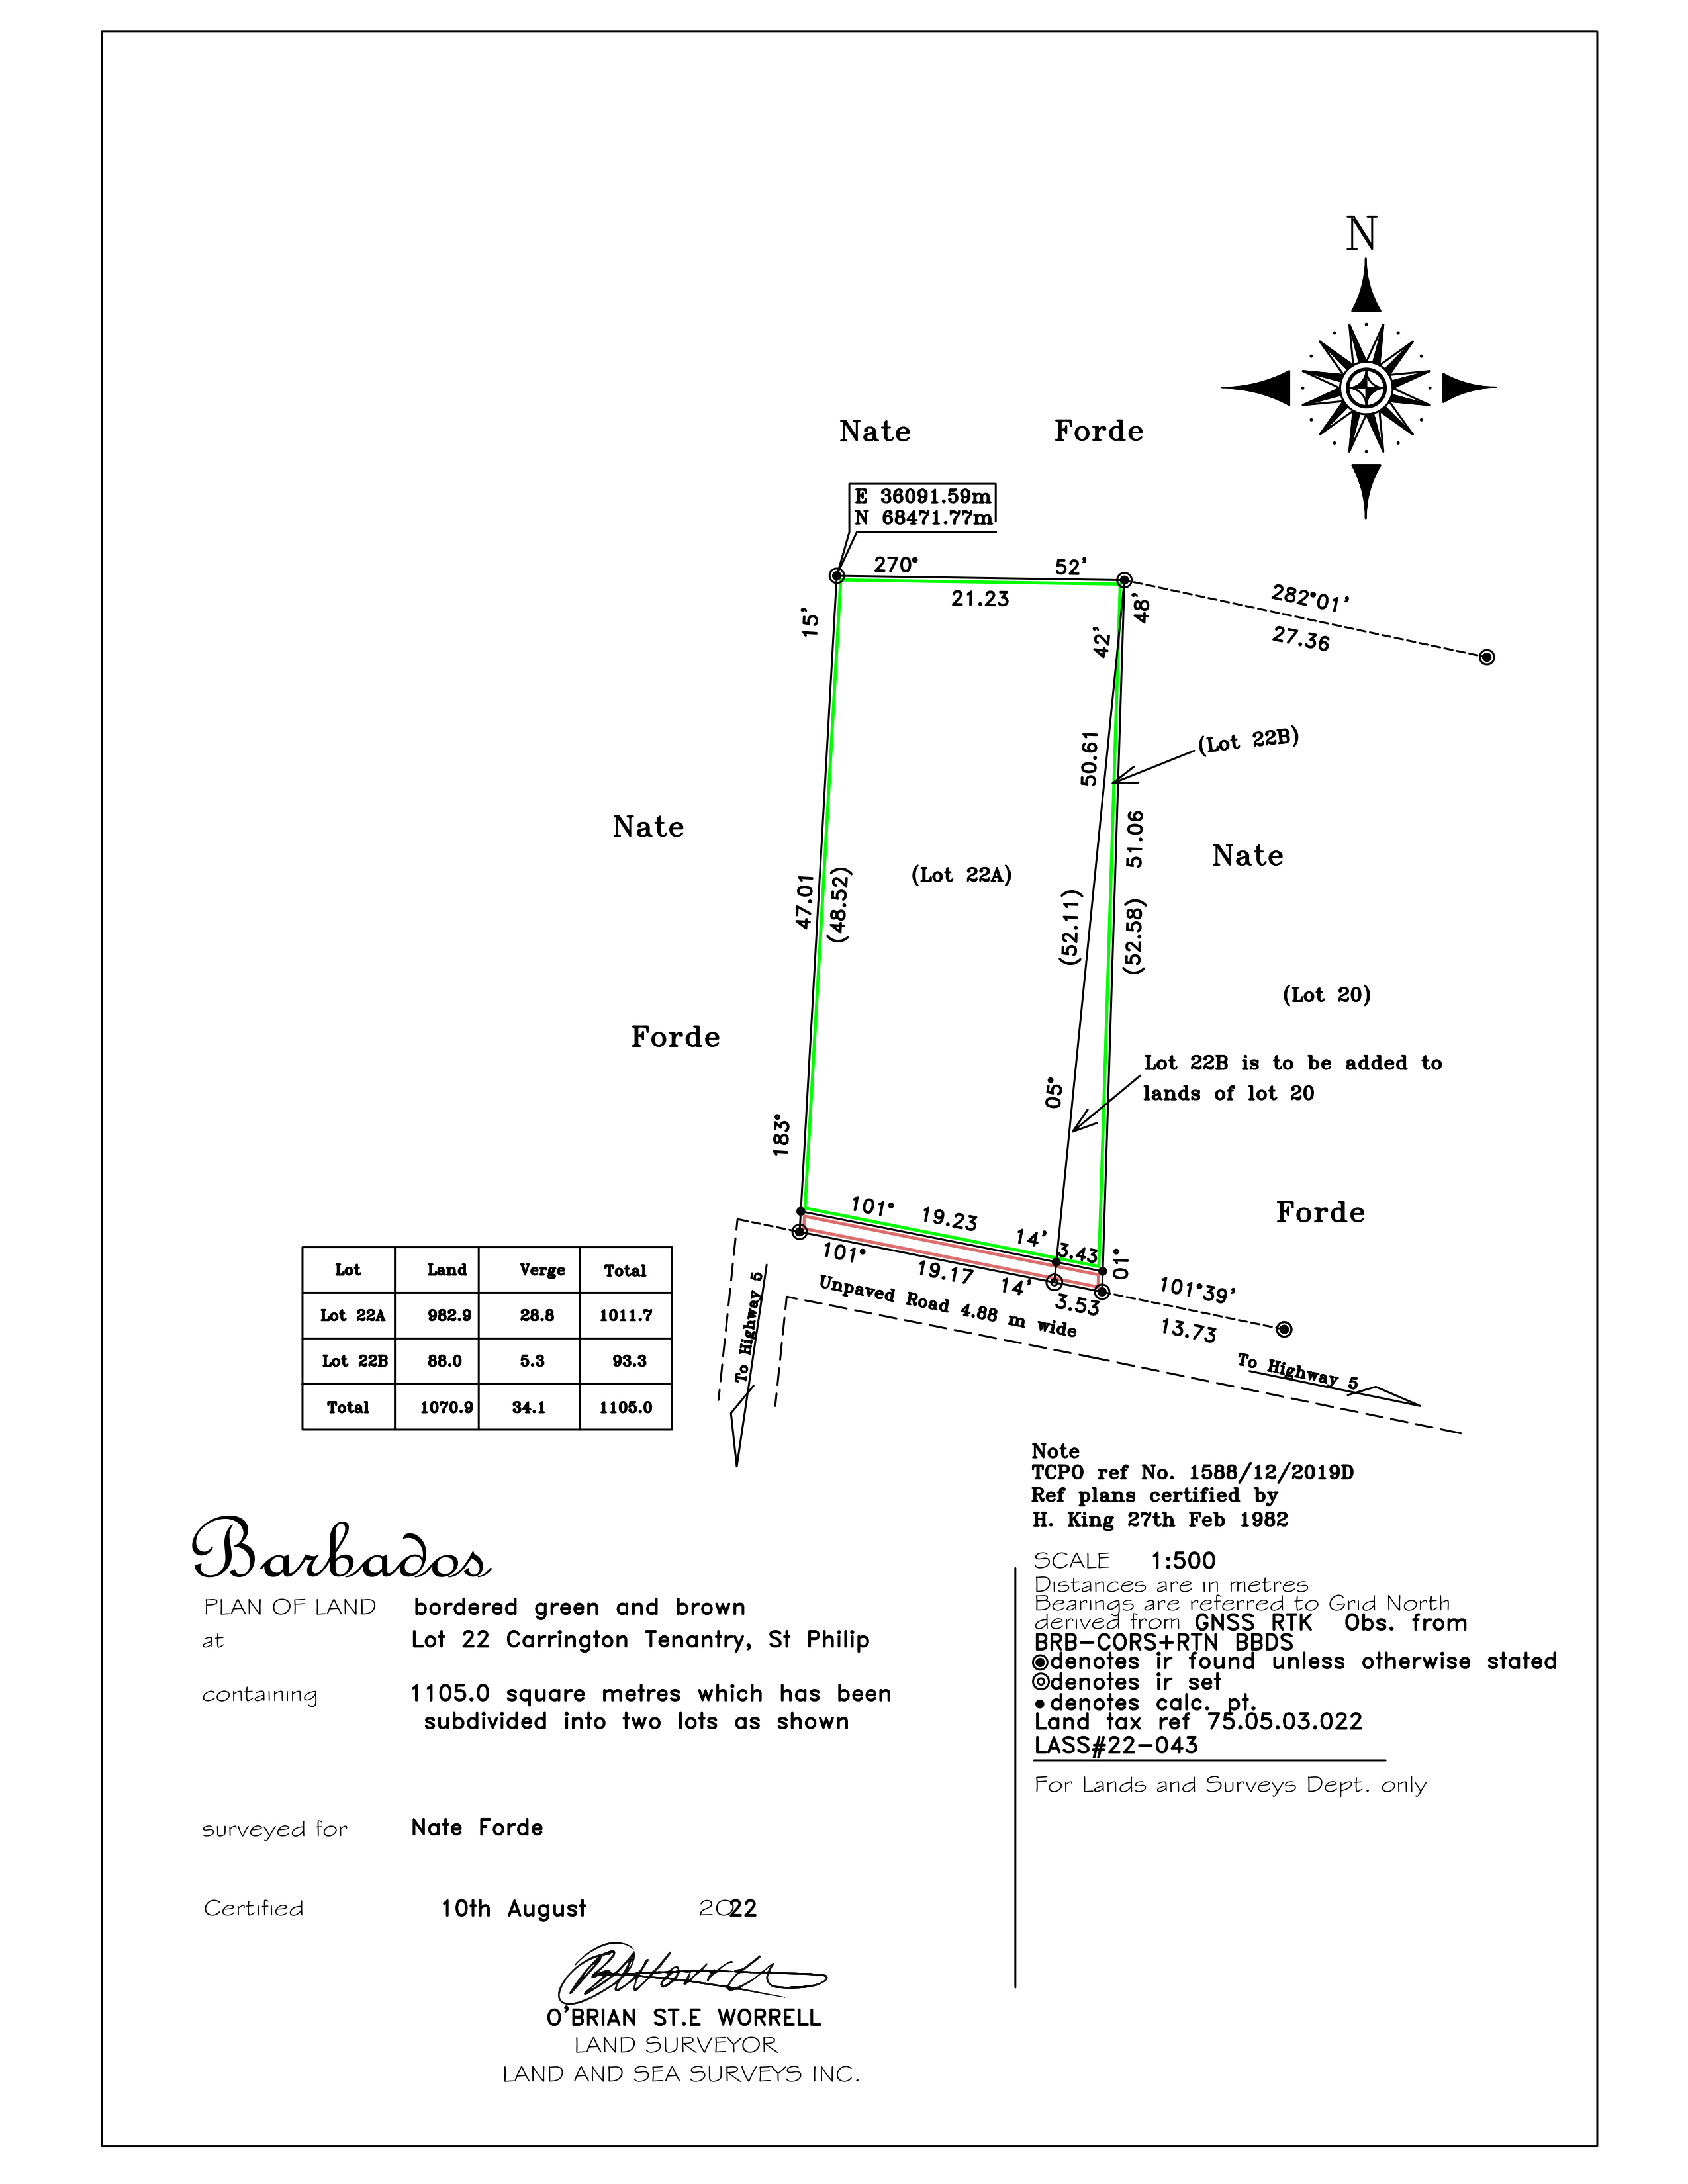 N
Nate Forde
E 36091.59m
N 68471.77m
270° 52’
21.23
15’
48’
42’
282°01’
27.36
(Lot 22B)
50.61
51.06
Nate
Nate
(Lot 22A)
47.01
(48.52)
(52.11)
(52.58)
(Lot 20)
Forde
Lot 22B is to be added to
lands of lot 20
05°
183°
Forde
101° 19.23 14’ 3.43
01°
101° 19.17 14’ 3.53
101°39’
13.73
Unpaved Road 4.88 m wide
To Highway 5
To Highway 5
Lot Land Verge Total
Lot 22A 982.9 28.8 1011.7
Lot 22B 88.0 5.3 93.3
Total 1070.9 34.1 1105.0
Note
TCPO ref No. 1588/12/2019D
Ref plans certified by
H. King 27th Feb 1982
Barbados
PLAN OF LAND bordered green and brown
at Lot 22 Carrington Tenantry, St Philip
containing 1105.0 square metres which has been
subdivided into two lots as shown
surveyed for Nate Forde
Certified 10th August 2022
O’BRIAN ST.E WORRELL
LAND SURVEYOR
LAND AND SEA SURVEYS INC.
SCALE 1:500
Distances are in metres
Bearings are referred to Grid North
derived from GNSS RTK Obs. from
BRB-CORS+RTN BBDS
denotes ir found unless otherwise stated
denotes ir set
denotes calc. pt.
Land tax ref 75.05.03.022
LASS#22-043
For Lands and Surveys Dept. only